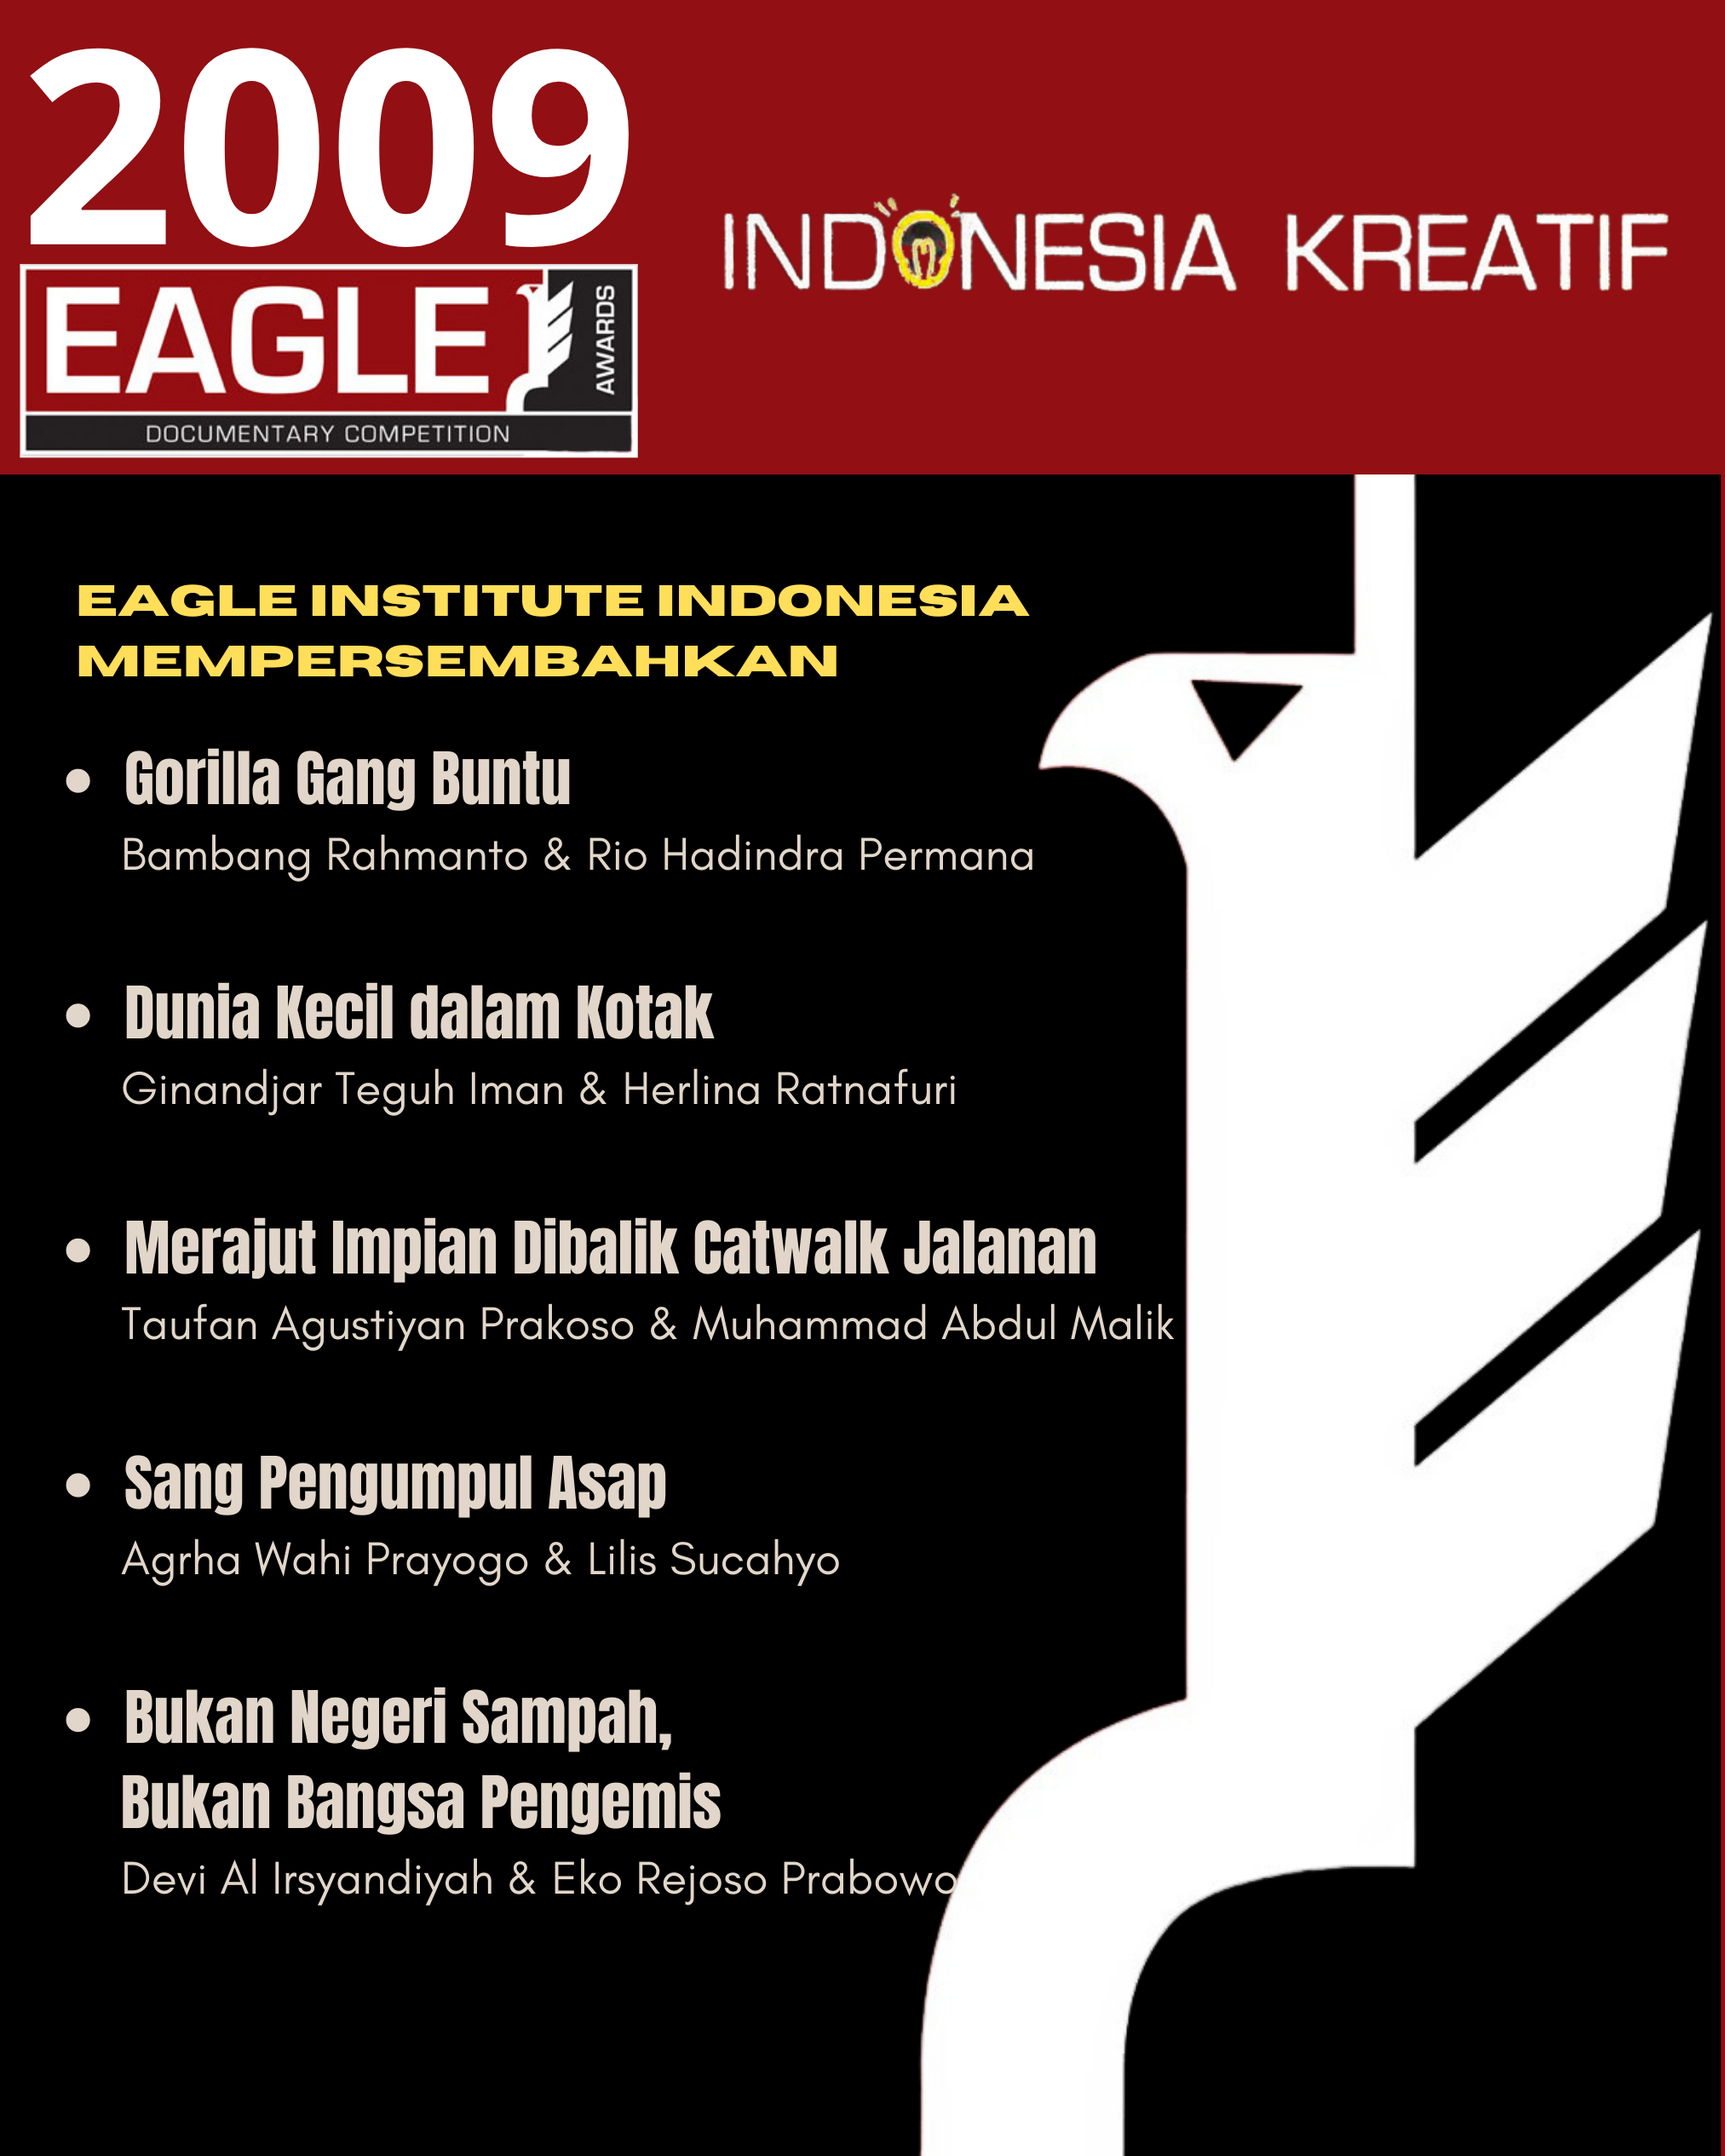 2009
INDONESIA KREATIF
EAGLE
AWARDS
DOCUMENTARY COMPETITION
EAGLE INSTITUTE INDONESIA
MEMPERSEMBAHKAN
• Gorilla Gang Buntu
Bambang Rahmanto & Rio Hadindra Permana
• Dunia Kecil dalam Kotak
Ginandjar Teguh Iman & Herlina Ratnafuri
• Merajut Impian Dibalik Catwalk Jalanan
Taufan Agustiyan Prakoso & Muhammad Abdul Malik
• Sang Pengumpul Asap
Agrha Wahi Prayogo & Lilis Sucahyo
• Bukan Negeri Sampah,
Bukan Bangsa Pengemis
Devi Al Irsyandiyah & Eko Rejoso Prabowo